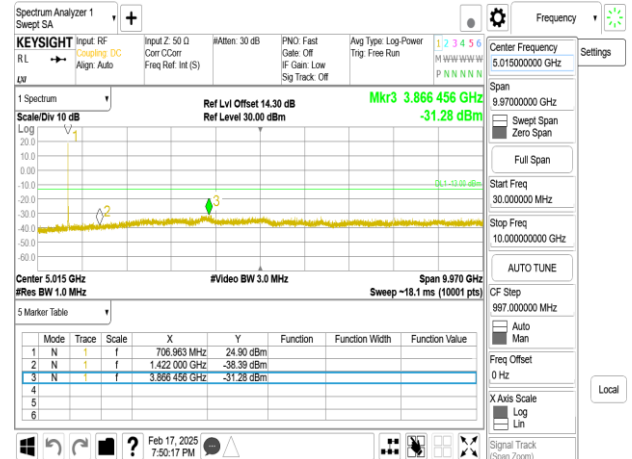 Spectrum Analyzer 1
Swept SA
Frequency
KEYSIGHT
Input: RF
Input Z: 50 Ω
#Atten: 30 dB
PNO: Fast
Avg Type: Log-Power
1 2 3 4 5 6
RL
Coupling: DC
Corr CCorr
Gate: Off
Trig: Free Run
M W W W W W
Align: Auto
Freq Ref: Int (S)
IF Gain: Low
P N N N N N
Sig Track: Off
LXI
1 Spectrum
Ref Lvl Offset 14.30 dB
Mkr3 3.866 456 GHz
Scale/Div 10 dB
Ref Level 30.00 dBm
-31.28 dBm
Log
1
20.0
10.0
0.00
-10.0
DL1 -13.00 dBm
-20.0
3
-30.0
2
-40.0
-50.0
-60.0
Center 5.015 GHz
#Video BW 3.0 MHz
Span 9.970 GHz
#Res BW 1.0 MHz
Sweep ~18.1 ms (10001 pts)
5 Marker Table
Mode Trace Scale X Y Function Function Width Function Value
1 N 1 f 706.963 MHz 24.90 dBm
2 N 1 f 1.422 000 GHz -38.39 dBm
3 N 1 f 3.866 456 GHz -31.28 dBm
4
5
6
?
Feb 17, 2025
7:50:17 PM
Center Frequency
5.015000000 GHz
Settings
Span
9.97000000 GHz
Swept Span
Zero Span
Full Span
Start Freq
30.000000 MHz
Stop Freq
10.000000000 GHz
AUTO TUNE
CF Step
997.000000 MHz
Auto
Man
Freq Offset
0 Hz
Local
X Axis Scale
Log
Lin
Signal Track
(Span Zoom)